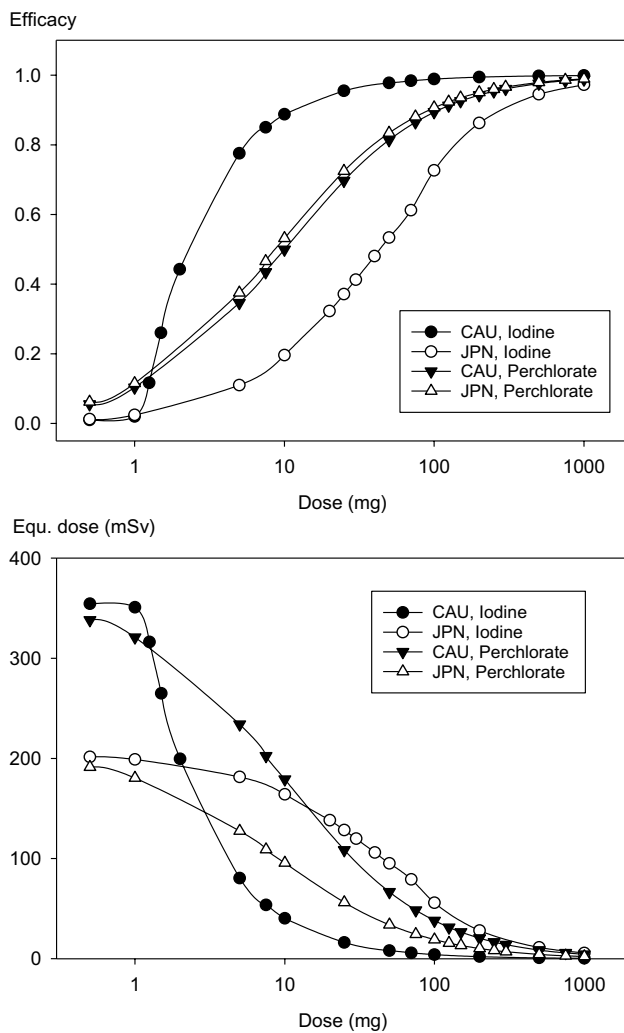 Efficacy
1.0
0.8
0.6
0.4
0.2
0.0
CAU, Iodine
JPN, Iodine
CAU, Perchlorate
JPN, Perchlorate
1 10 100 1000
Dose (mg)
Equ. dose (mSv)
400
300
200
100
0
CAU, Iodine
JPN, Iodine
CAU, Perchlorate
JPN, Perchlorate
1 10 100 1000
Dose (mg)